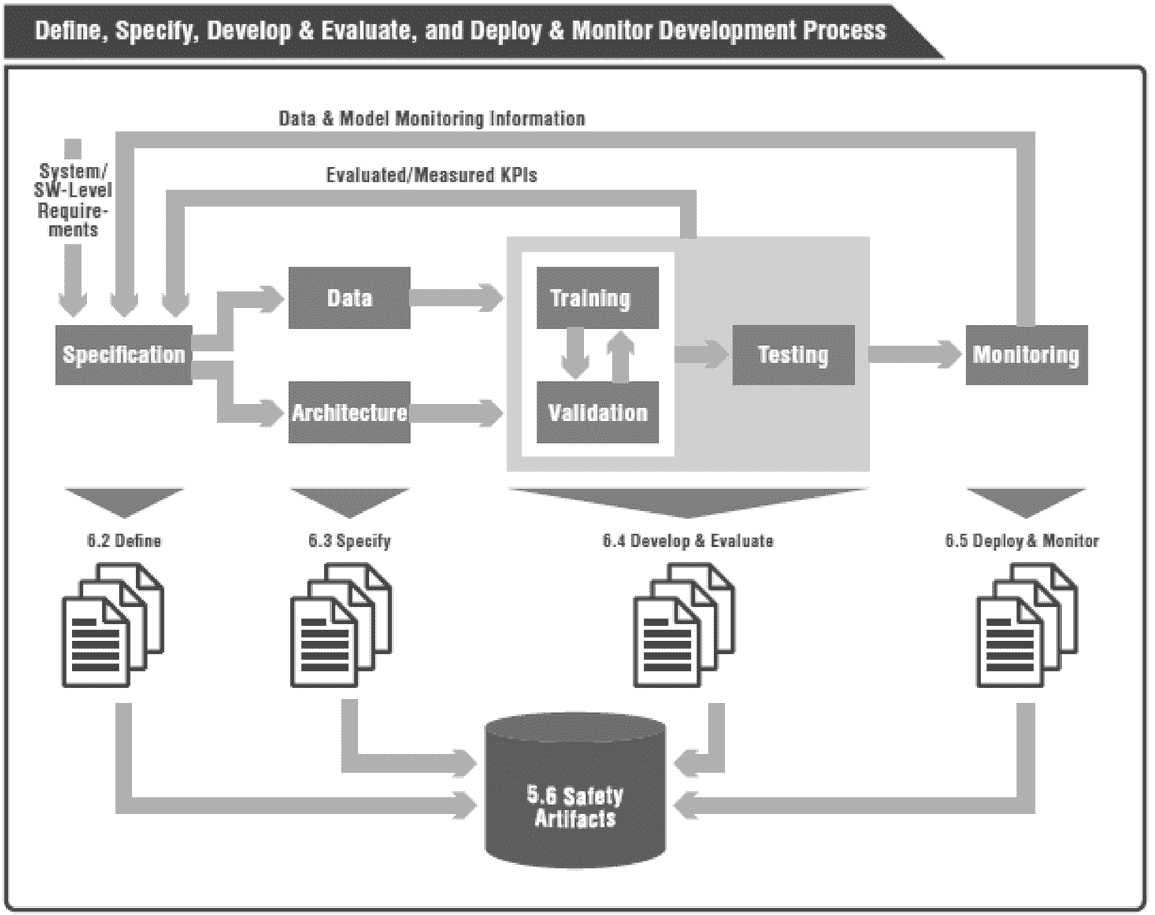 Define, Specify, Develop & Evaluate, and Deploy & Monitor Development Process
Data & Model Monitoring Information
System/
SW-Level
Require-
ments
Evaluated/Measured KPIs
Data
Training
Specification
Testing
Monitoring
Architecture
Validation
6.2 Define
6.3 Specify
6.4 Develop & Evaluate
6.5 Deploy & Monitor
5.6 Safety
Artifacts